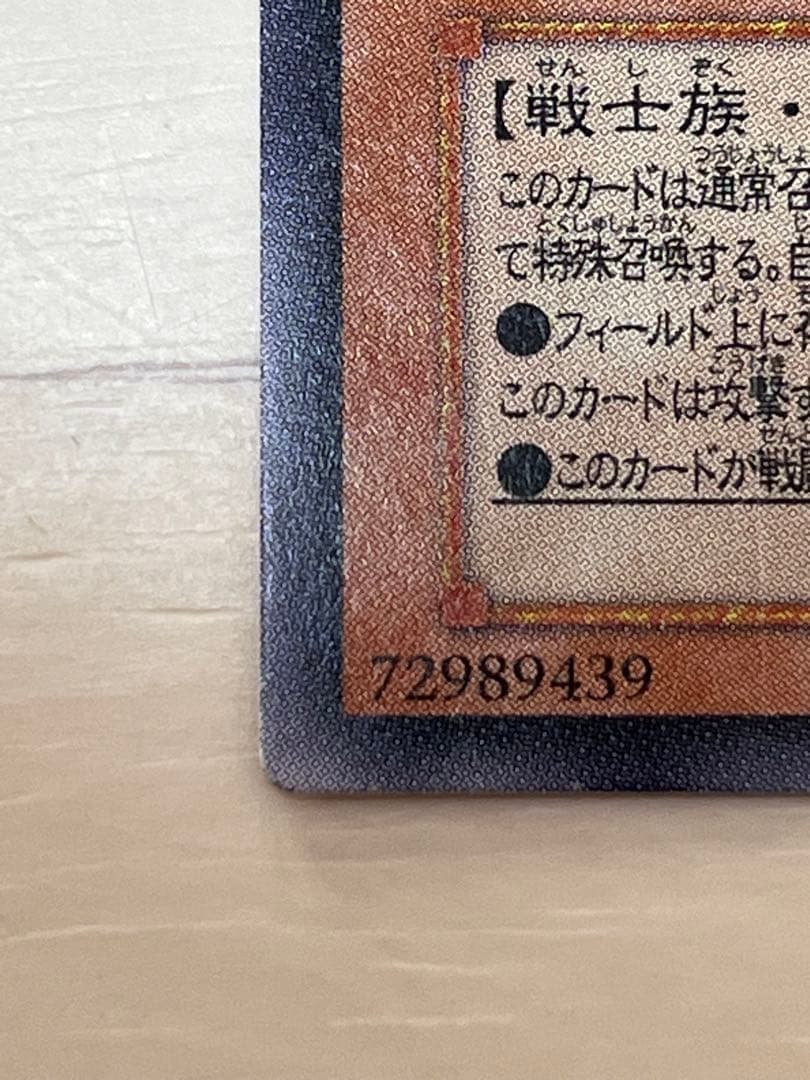 【戦士族・
このカードは通常召
て特殊召喚する。自
●フィールド上に
このカードは攻撃す
●このカードが戦
72989439